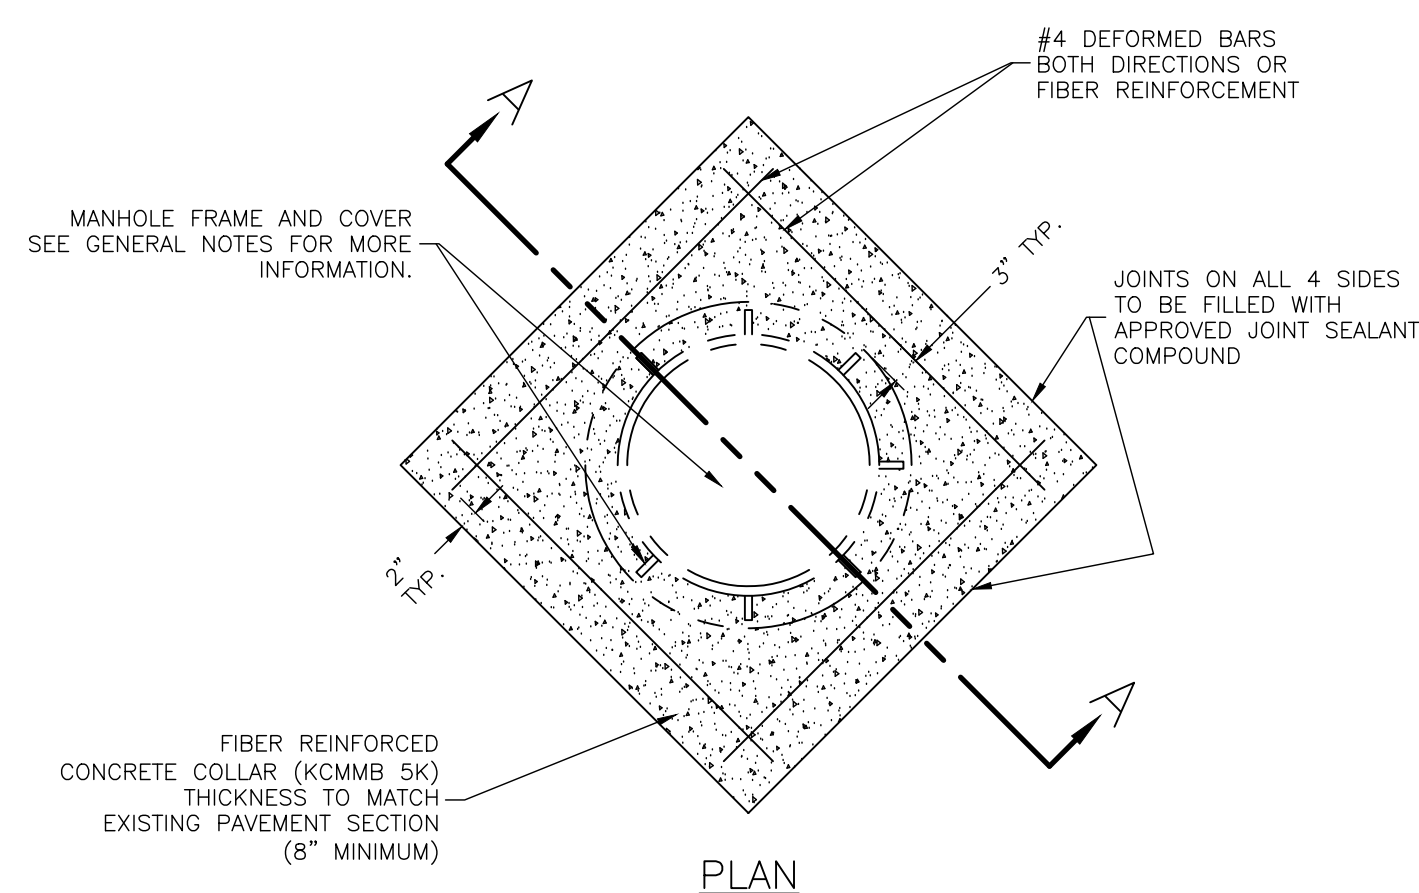 #4 DEFORMED BARS
BOTH DIRECTIONS OR
FIBER REINFORCEMENT
A
MANHOLE FRAME AND COVER
SEE GENERAL NOTES FOR MORE
INFORMATION.
3" TYP.
JOINTS ON ALL 4 SIDES
TO BE FILLED WITH
APPROVED JOINT SEALANT
COMPOUND
2"
TYP.
A
FIBER REINFORCED
CONCRETE COLLAR (KCMMB 5K)
THICKNESS TO MATCH
EXISTING PAVEMENT SECTION
(8" MINIMUM)
PLAN